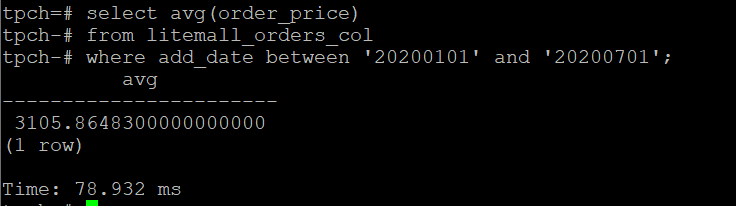 tpch=# select avg(order_price)
tpch-# from litemall_orders_col
tpch-# where add_date between '20200101' and '20200701';
avg
-----------------------
3105.8648300000000000
(1 row)
Time: 78.932 ms
tpch=#